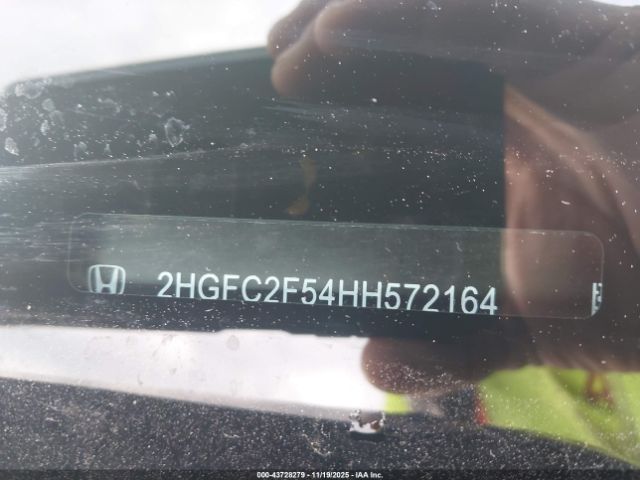 2HGFC2F54HH572164
000-43728279 - 11/19/2025 - IAA Inc.